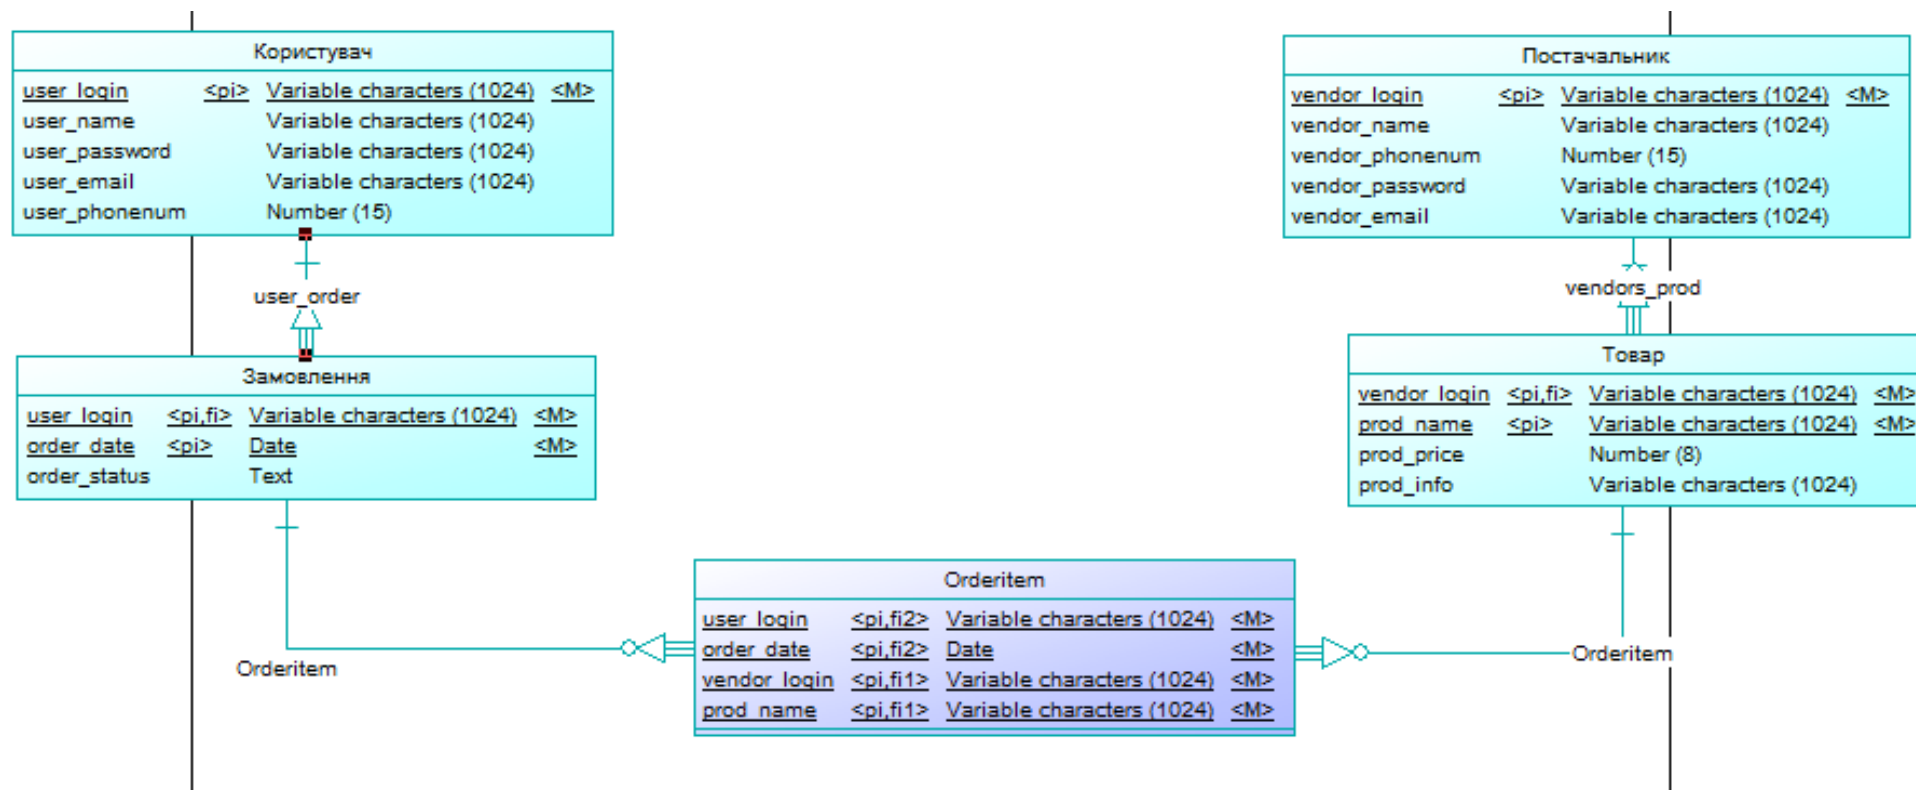 Користувач
user_login <pi> Variable characters (1024) <M>
user_name Variable characters (1024)
user_password Variable characters (1024)
user_email Variable characters (1024)
user_phonenum Number (15)
user_order
Замовлення
user_login <pi,fi> Variable characters (1024) <M>
order_date <pi> Date <M>
order_status Text
Orderitem
Постачальник
vendor_login <pi> Variable characters (1024) <M>
vendor_name Variable characters (1024)
vendor_phonenum Number (15)
vendor_password Variable characters (1024)
vendor_email Variable characters (1024)
vendors_prod
Товар
vendor_login <pi,fi> Variable characters (1024) <M>
prod_name <pi> Variable characters (1024) <M>
prod_price Number (8)
prod_info Variable characters (1024)
Orderitem
Orderitem
user_login <pi,fi2> Variable characters (1024) <M>
order_date <pi,fi2> Date <M>
vendor_login <pi,fi1> Variable characters (1024) <M>
prod_name <pi,fi1> Variable characters (1024) <M>